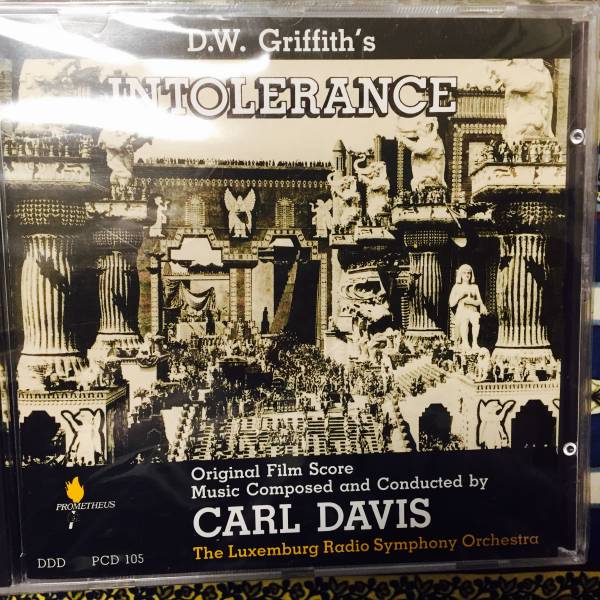 D.W. Griffith's
INTOLERANCE
Original Film Score
Music Composed and Conducted by
CARL DAVIS
The Luxemburg Radio Symphony Orchestra
PROMETHEUS
DDD PCD 105